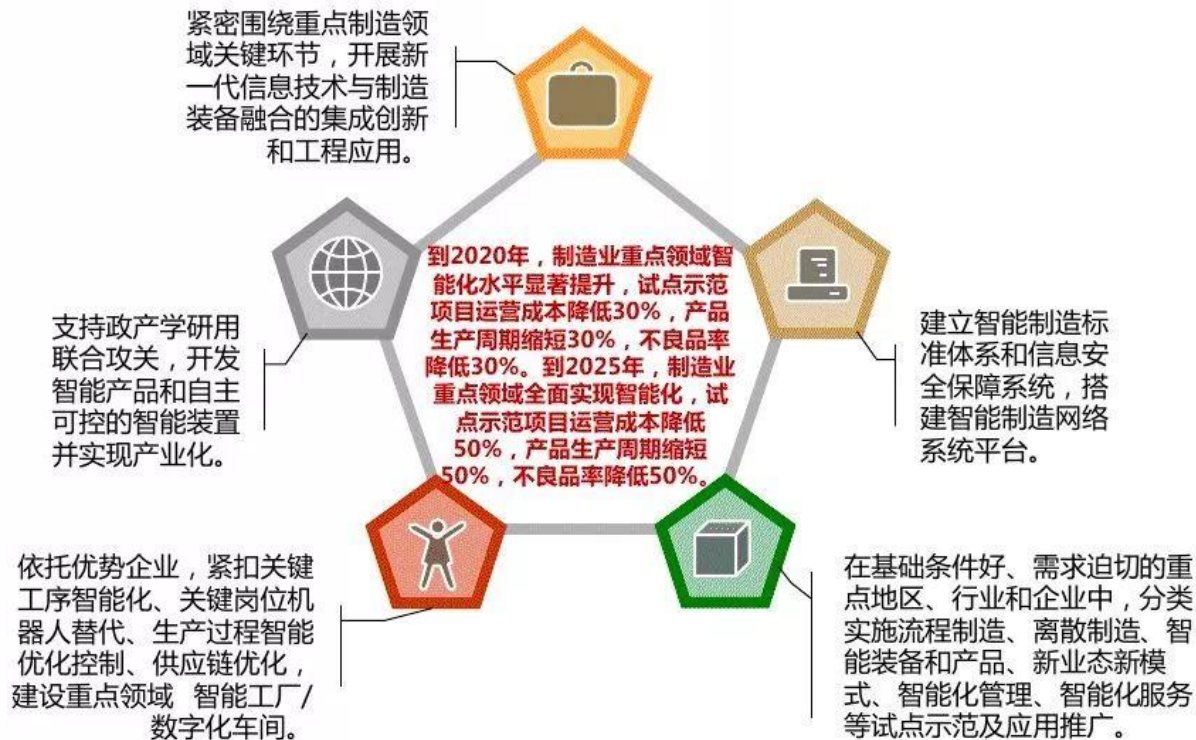 紧密围绕重点制造领
域关键环节，开展新
一代信息技术与制造
装备融合的集成创新
和工程应用。
到2020年，制造业重点领域智
能化水平显著提升，试点示范
项目运营成本降低30%，产品
生产周期缩短30%，不良品率
降低30%。到2025年，制造业
重点领域全面实现智能化，试
点示范项目运营成本降低
50%，产品生产周期缩短
50%，不良品率降低50%。
支持政产学研用
联合攻关，开发
智能产品和自主
可控的智能装置
并实现产业化。
建立智能制造标
准体系和信息安
全保障系统，搭
建智能制造网络
系统平台。
依托优势企业，紧扣关键
工序智能化、关键岗位机
器人替代、生产过程智能
优化控制、供应链优化，
建设重点领域 智能工厂/
数字化车间。
在基础条件好、需求迫切的重
点地区、行业和企业中，分类
实施流程制造、离散制造、智
能装备和产品、新业态新模
式、智能化管理、智能化服务
等试点示范及应用推广。